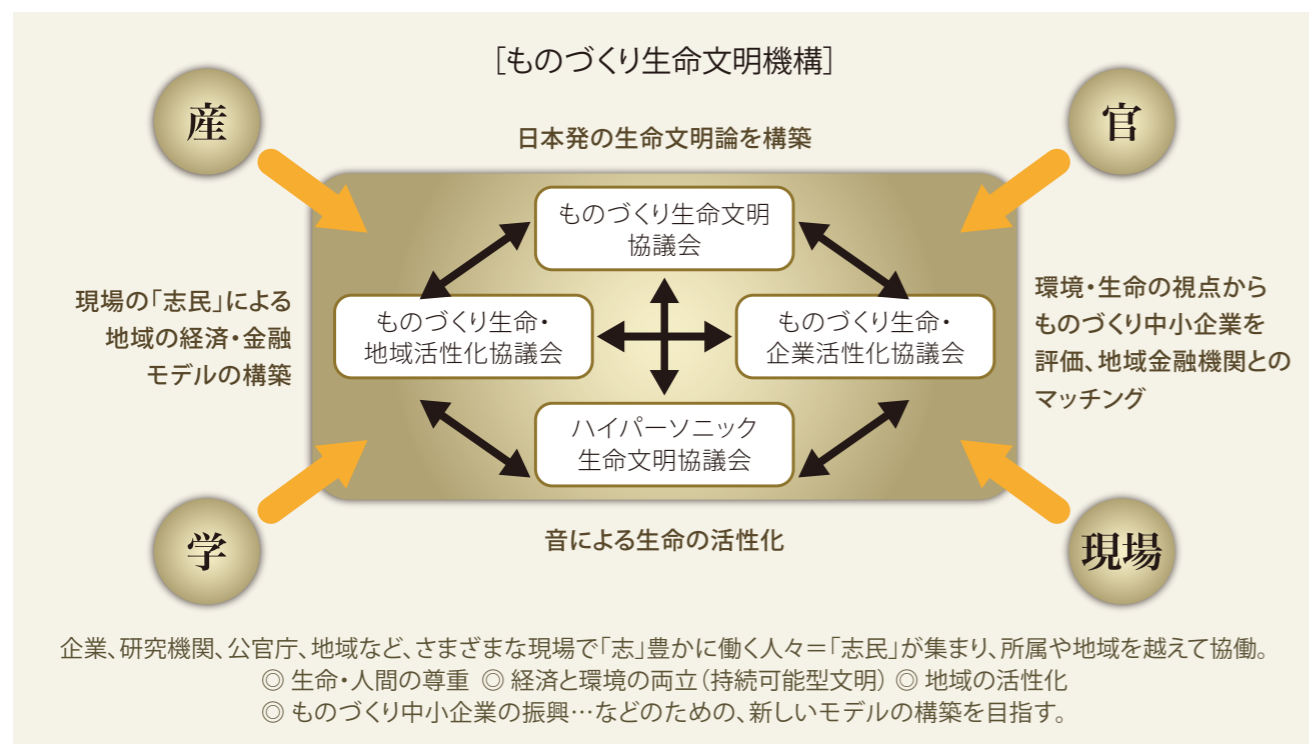 [ものづくり生命文明機構]
産
官
日本発の生命文明論を構築
ものづくり生命文明
協議会
現場の「志民」による
地域の経済・金融
モデルの構築
ものづくり生命・
地域活性化協議会
ものづくり生命・
企業活性化協議会
環境・生命の視点から
ものづくり中小企業を
評価、地域金融機関との
マッチング
ハイパーソニック
生命文明協議会
学
音による生命の活性化
現場
企業、研究機関、公官庁、地域など、さまざまな現場で「志」豊かに働く人々＝「志民」が集まり、所属や地域を越えて協働。
◎ 生命・人間の尊重 ◎ 経済と環境の両立（持続可能型文明） ◎ 地域の活性化
◎ ものづくり中小企業の振興…などのための、新しいモデルの構築を目指す。